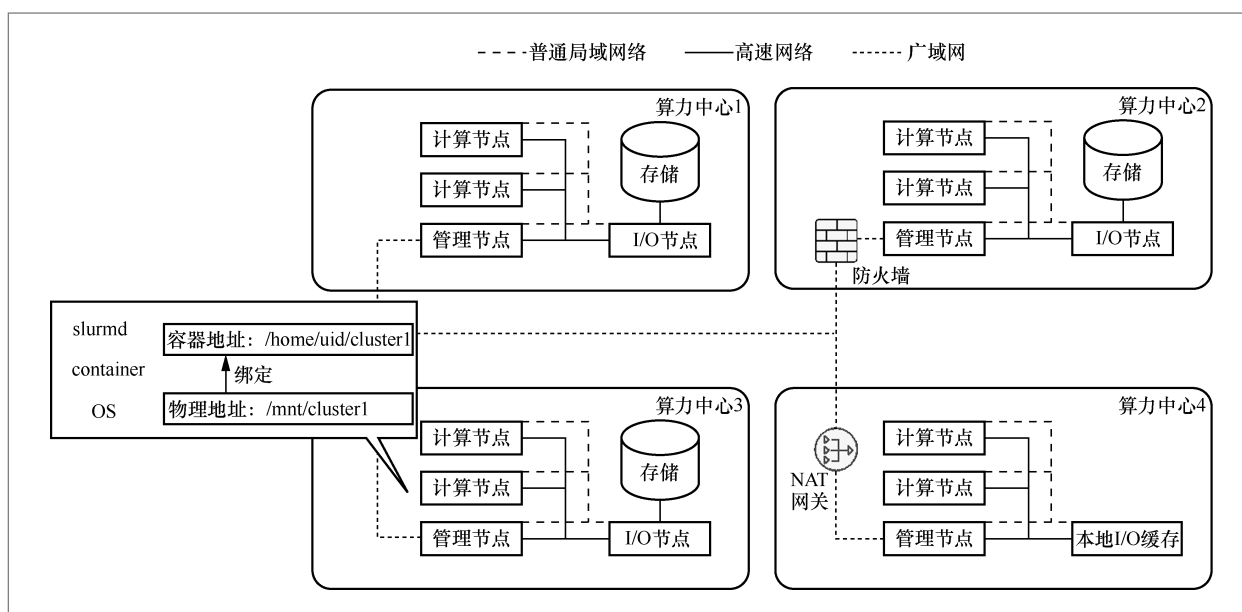 普通局域网络
高速网络
广域网
算力中心1
计算节点
计算节点
管理节点
存储
I/O节点
算力中心2
计算节点
计算节点
管理节点
存储
I/O节点
防火墙
slurmd
容器地址：/home/uid/cluster1
container
绑定
OS
物理地址：/mnt/cluster1
算力中心3
计算节点
计算节点
管理节点
存储
I/O节点
算力中心4
NAT
网关
计算节点
计算节点
管理节点
本地I/O缓存